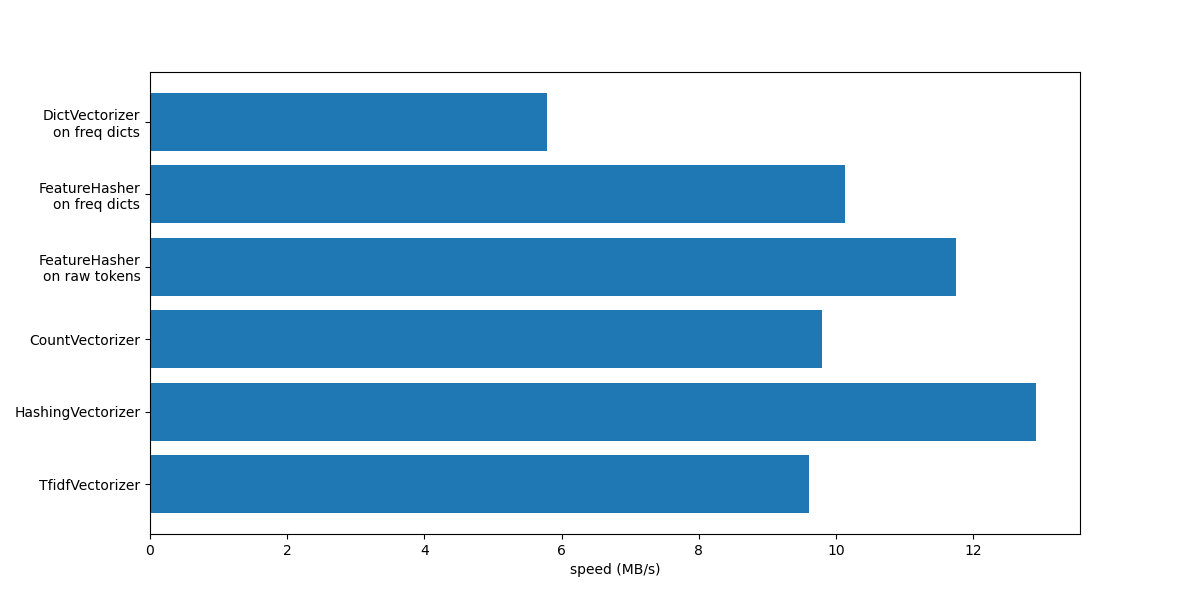 DictVectorizer
on freq dicts
FeatureHasher
on freq dicts
FeatureHasher
on raw tokens
CountVectorizer
HashingVectorizer
TfidfVectorizer
0 2 4 6 8 10 12
speed (MB/s)